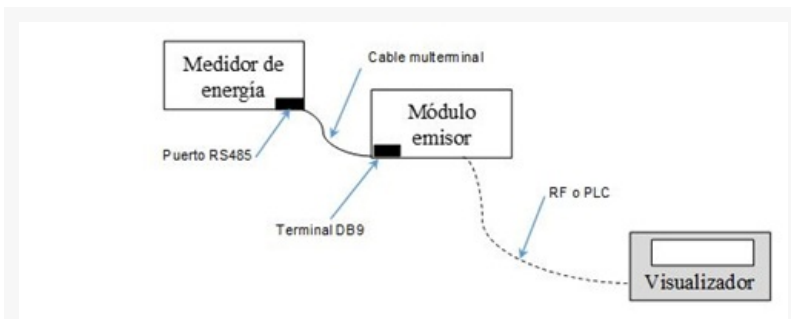 Medidor de
energía
Cable multerminal
Módulo
emisor
Puerto RS485
Terminal DB9
RF o PLC
Visualizador